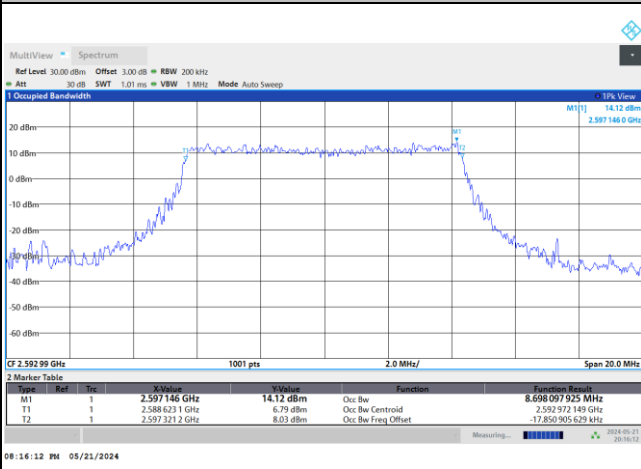 MultiView Spectrum
Ref Level 30.00 dBm Offset 3.00 dB RBW 200 kHz
Att 30 dB SWT 1.01 ms VBW 1 MHz Mode Auto Sweep
1 Occupied Bandwidth 1Pk View
M1[1] 14.12 dBm
2.597 146 0 GHz
20 dBm
M1
T1 T2
10 dBm
0 dBm
-10 dBm
-20 dBm
-30 dBm
-40 dBm
-50 dBm
-60 dBm
CF 2.592 99 GHz 1001 pts 2.0 MHz/ Span 20.0 MHz
2 Marker Table
Type Ref Trc X-Value Y-Value Function Function Result
M1 1 2.597 146 GHz 14.12 dBm Occ Bw 8.698 097 925 MHz
T1 1 2.588 623 1 GHz 6.79 dBm Occ Bw Centroid 2.592 972 149 GHz
T2 1 2.597 321 2 GHz 8.03 dBm Occ Bw Freq Offset -17.850 905 629 kHz
Measuring... 2024-05-21
20:16:12
08:16:12 PM 05/21/2024